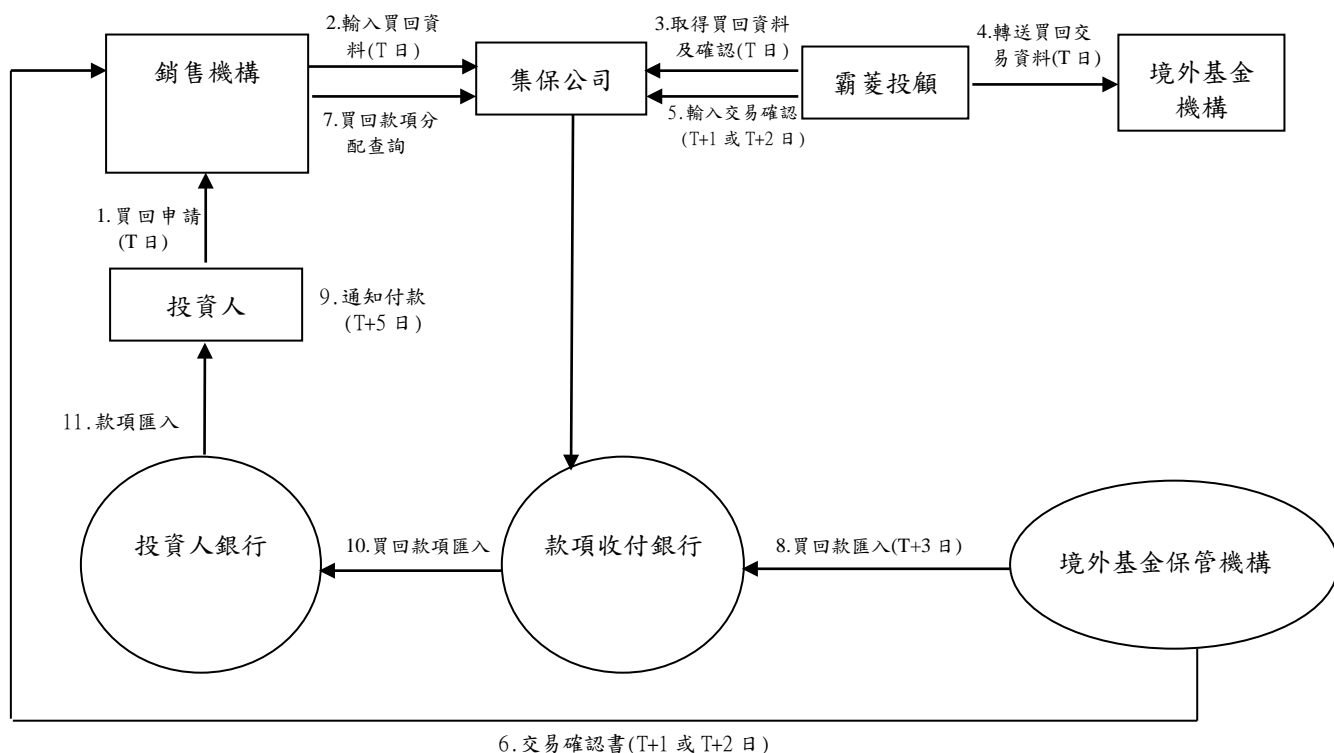 2.輸入買回資
料(T 日)
3.取得買回資料
及確認(T 日)
4.轉送買回交
易資料(T 日)
銷售機構
集保公司
霸菱投顧
境外基金
機構
7.買回款項分
配查詢
5.輸入交易確認
(T+1 或 T+2 日)
1.買回申請
(T 日)
投資人
9.通知付款
(T+5 日)
11.款項匯入
投資人銀行
10.買回款項匯入
款項收付銀行
8.買回款匯入(T+3 日)
境外基金保管機構
6.交易確認書(T+1 或 T+2 日)